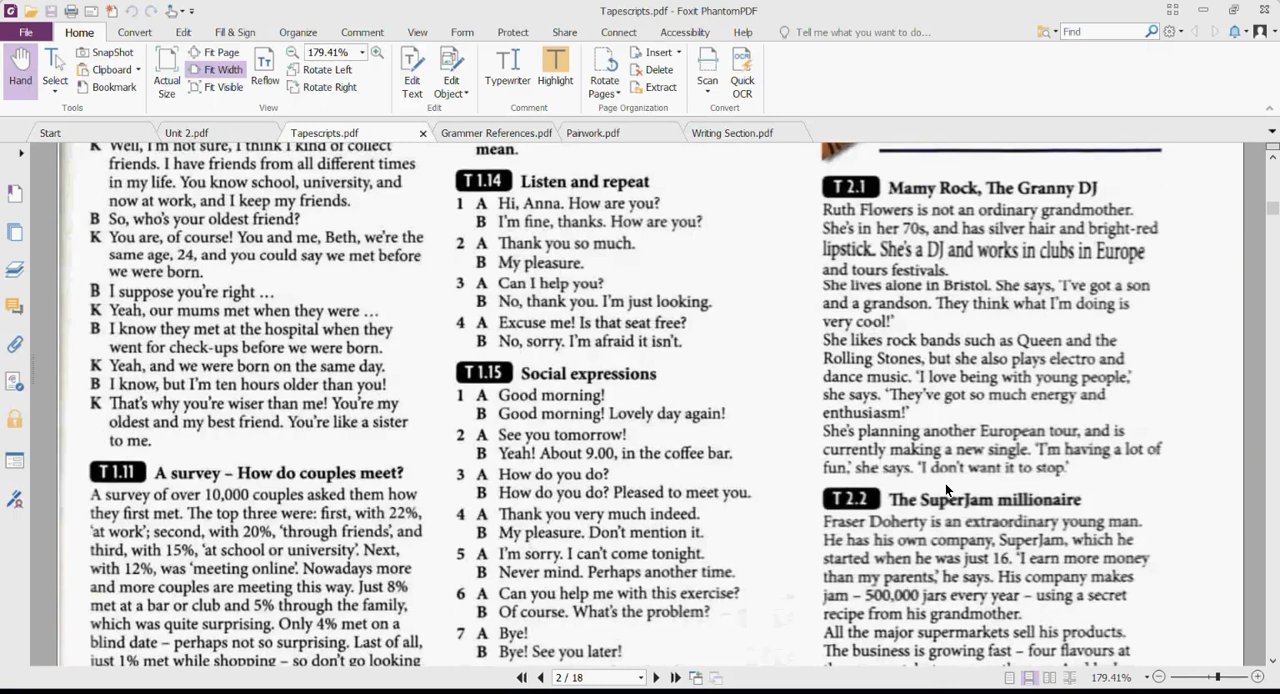 Tapescripts.pdf - Foxit PhantomPDF
File Home Convert Edit Fill & Sign Organize Comment View Form Protect Share Connect Accessibility Help Tell me what you want to do... Find
Hand
Select
SnapShot
Clipboard
Bookmark
Tools
Actual Size
Fit Page
Fit Width
Fit Visible
Reflow
179.41%
Rotate Left
Rotate Right
View
Edit Text
Edit Object
Edit
Typewriter
Highlight
Comment
Rotate Pages
Insert
Delete
Extract
Page Organization
Scan
Quick OCR
Convert
Start Unit 2.pdf Tapescripts.pdf Grammer References.pdf Pairwork.pdf Writing Section.pdf
K Well, I'm not sure, I think I kind of collect
friends. I have friends from all different times
in my life. You know school, university, and
now at work, and I keep my friends.
B So, who's your oldest friend?
K You are, of course! You and me, Beth, we're the
same age, 24, and you could say we met before
we were born.
B I suppose you're right ...
K Yeah, our mums met when they were ...
B I know they met at the hospital when they
went for check-ups before we were born.
K Yeah, and we were born on the same day.
B I know, but I'm ten hours older than you!
K That's why you're wiser than me! You're my
oldest and my best friend. You're like a sister
to me.
T 1.11 A survey – How do couples meet?
A survey of over 10,000 couples asked them how
they first met. The top three were: first, with 22%,
'at work'; second, with 20%, 'through friends', and
third, with 15%, 'at school or university'. Next,
with 12%, was 'meeting online'. Nowadays more
and more couples are meeting this way. Just 8%
met at a bar or club and 5% through the family,
which was quite surprising. Only 4% met on a
blind date – perhaps not so surprising. Last of all,
just 1% met while shopping – so don't go looking
mean.
T 1.14 Listen and repeat
1 A Hi, Anna. How are you?
B I'm fine, thanks. How are you?
2 A Thank you so much.
B My pleasure.
3 A Can I help you?
B No, thank you. I'm just looking.
4 A Excuse me! Is that seat free?
B No, sorry. I'm afraid it isn't.
T 1.15 Social expressions
1 A Good morning!
B Good morning! Lovely day again!
2 A See you tomorrow!
B Yeah! About 9.00, in the coffee bar.
3 A How do you do?
B How do you do? Pleased to meet you.
4 A Thank you very much indeed.
B My pleasure. Don't mention it.
5 A I'm sorry. I can't come tonight.
B Never mind. Perhaps another time.
6 A Can you help me with this exercise?
B Of course. What's the problem?
7 A Bye!
B Bye! See you later!
T 2.1 Mamy Rock, The Granny DJ
Ruth Flowers is not an ordinary grandmother.
She's in her 70s, and has silver hair and bright-red
lipstick. She's a DJ and works in clubs in Europe
and tours festivals.
She lives alone in Bristol. She says, 'I've got a son
and a grandson. They think what I'm doing is
very cool!'
She likes rock bands such as Queen and the
Rolling Stones, but she also plays electro and
dance music. 'I love being with young people,'
she says. 'They've got so much energy and
enthusiasm!'
She's planning another European tour, and is
currently making a new single. 'I'm having a lot of
fun,' she says. 'I don't want it to stop.'
T 2.2 The SuperJam millionaire
Fraser Doherty is an extraordinary young man.
He has his own company, SuperJam, which he
started when he was just 16. 'I earn more money
than my parents,' he says. His company makes
jam – 500,000 jars every year – using a secret
recipe from his grandmother.
All the major supermarkets sell his products.
The business is growing fast – four flavours at
2 / 18
179.41%